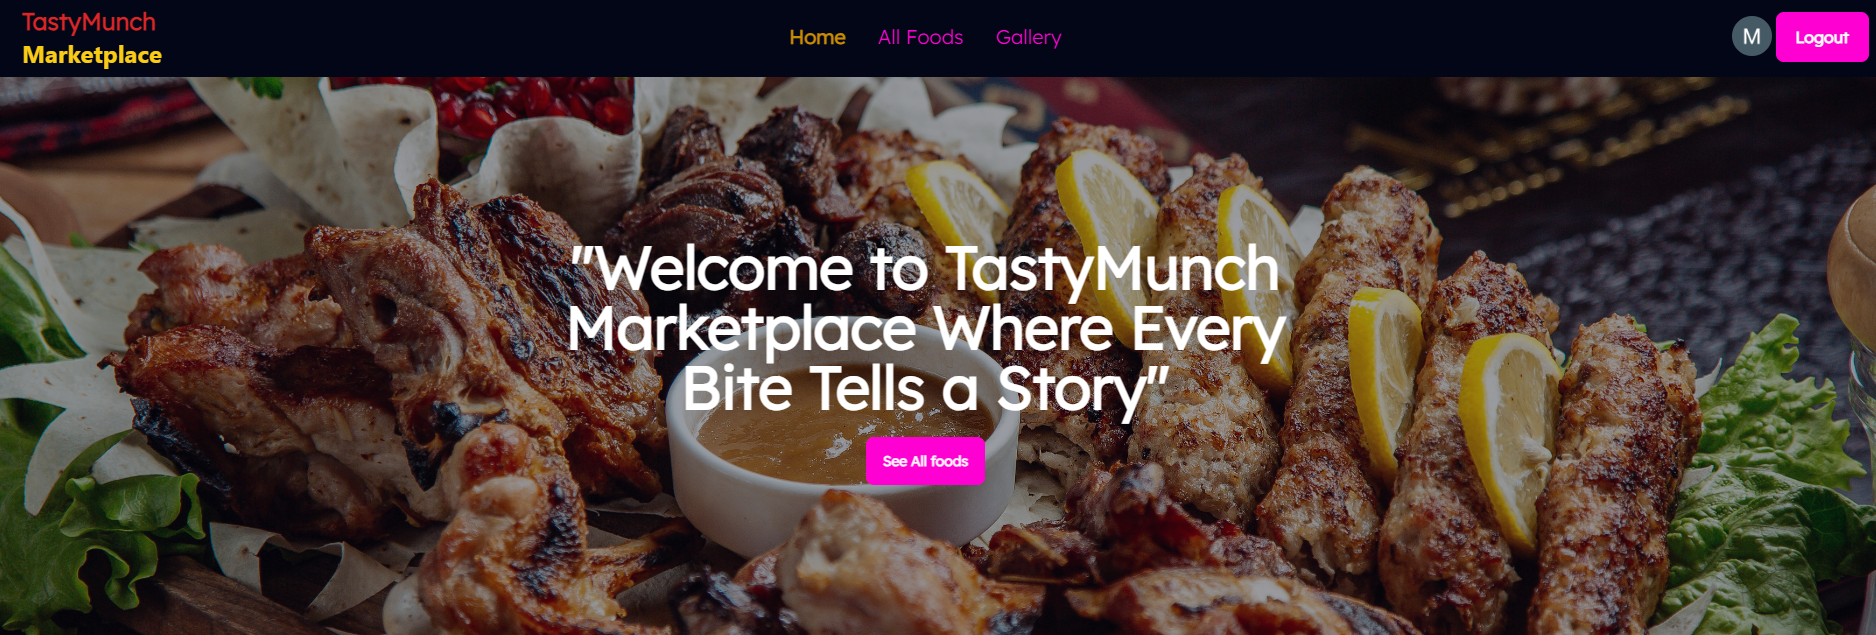 TastyMunch
Marketplace
Home All Foods Gallery
M Logout
"Welcome to TastyMunch
Marketplace Where Every
Bite Tells a Story"
See All foods